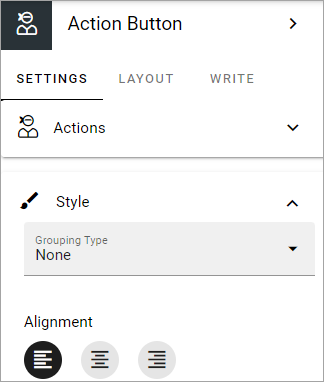 Action Button
SETTINGS LAYOUT WRITE
Actions
Style
Grouping Type
None
Alignment